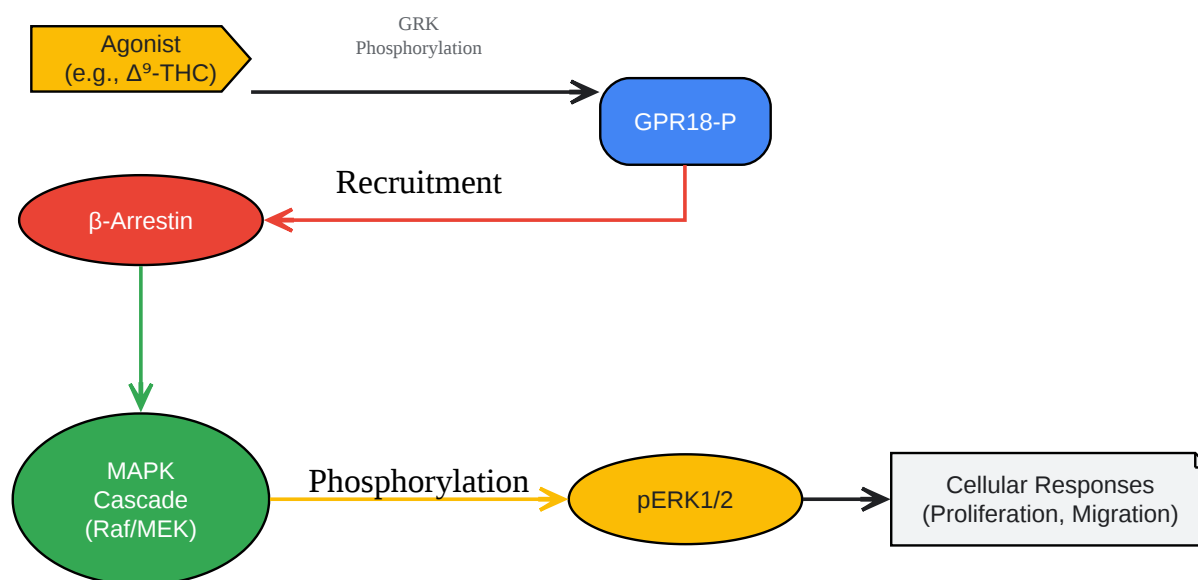 Agonist
(e.g., Δ⁹-THC)
GRK
Phosphorylation
GPR18-P
Recruitment
β-Arrestin
MAPK
Cascade
(Raf/MEK)
Phosphorylation
pERK1/2
Cellular Responses
(Proliferation, Migration)